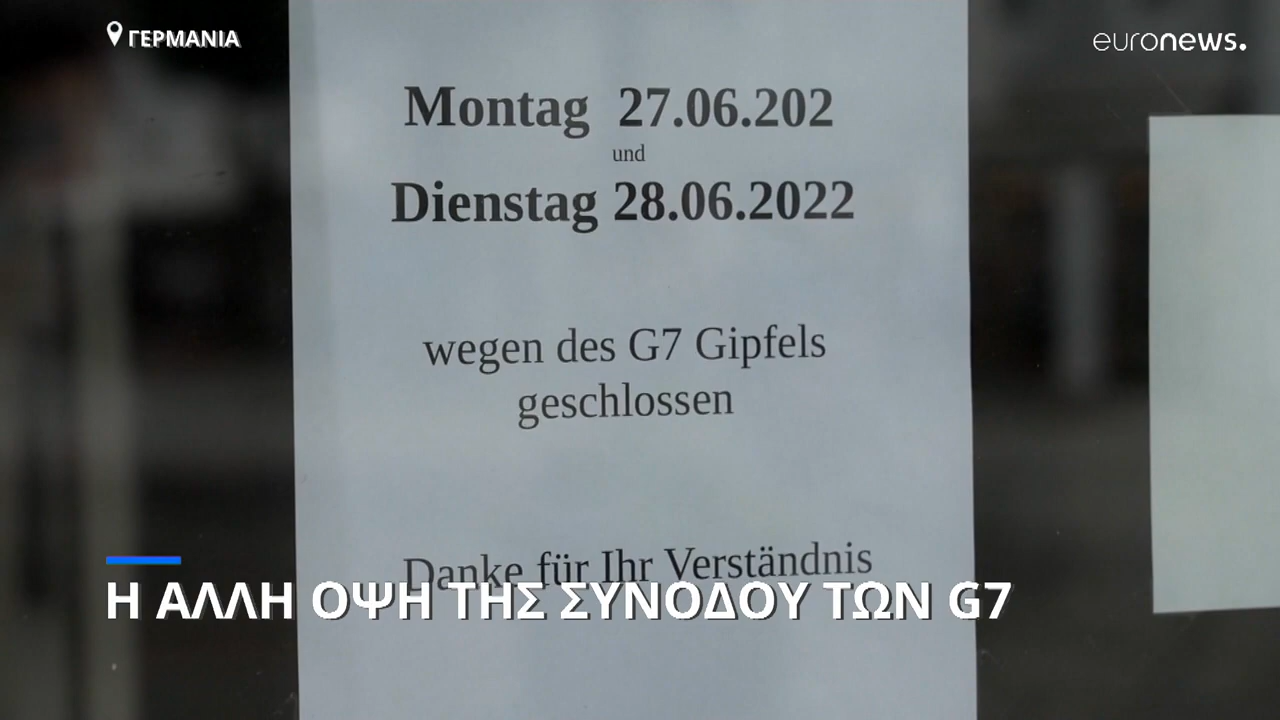 ΓΕΡΜΑΝΙΑ
euronews.
Montag 27.06.202
und
Dienstag 28.06.2022
wegen des G7 Gipfels
geschlossen
Danke für Ihr Verständnis
Η ΑΛΛΗ ΟΨΗ ΤΗΣ ΣΥΝΟΔΟΥ ΤΩΝ G7